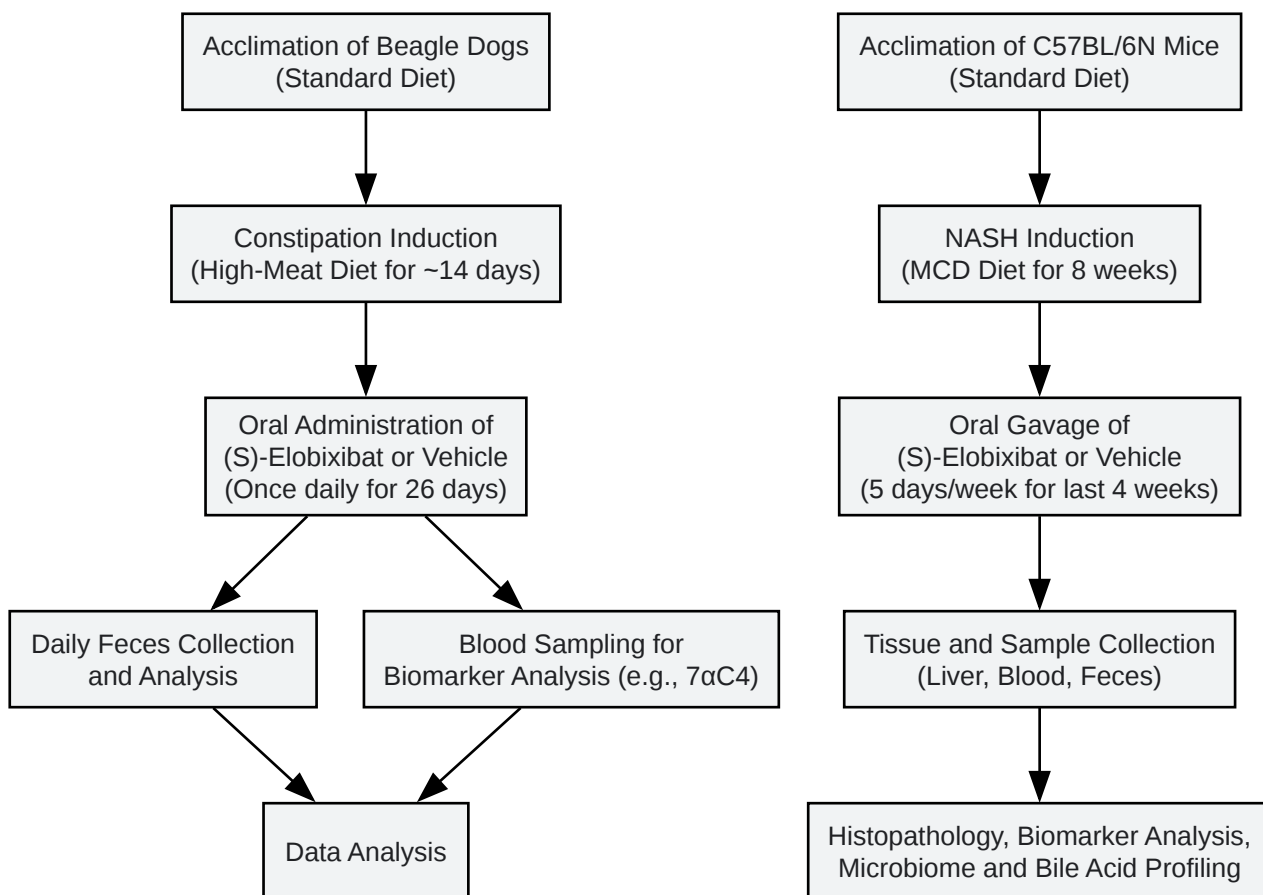 Acclimation of Beagle Dogs
(Standard Diet)
Constipation Induction
(High-Meat Diet for ~14 days)
Oral Administration of
(S)-Elobixibat or Vehicle
(Once daily for 26 days)
Daily Feces Collection
and Analysis
Blood Sampling for
Biomarker Analysis (e.g., 7αC4)
Data Analysis
Acclimation of C57BL/6N Mice
(Standard Diet)
NASH Induction
(MCD Diet for 8 weeks)
Oral Gavage of
(S)-Elobixibat or Vehicle
(5 days/week for last 4 weeks)
Tissue and Sample Collection
(Liver, Blood, Feces)
Histopathology, Biomarker Analysis,
Microbiome and Bile Acid Profiling